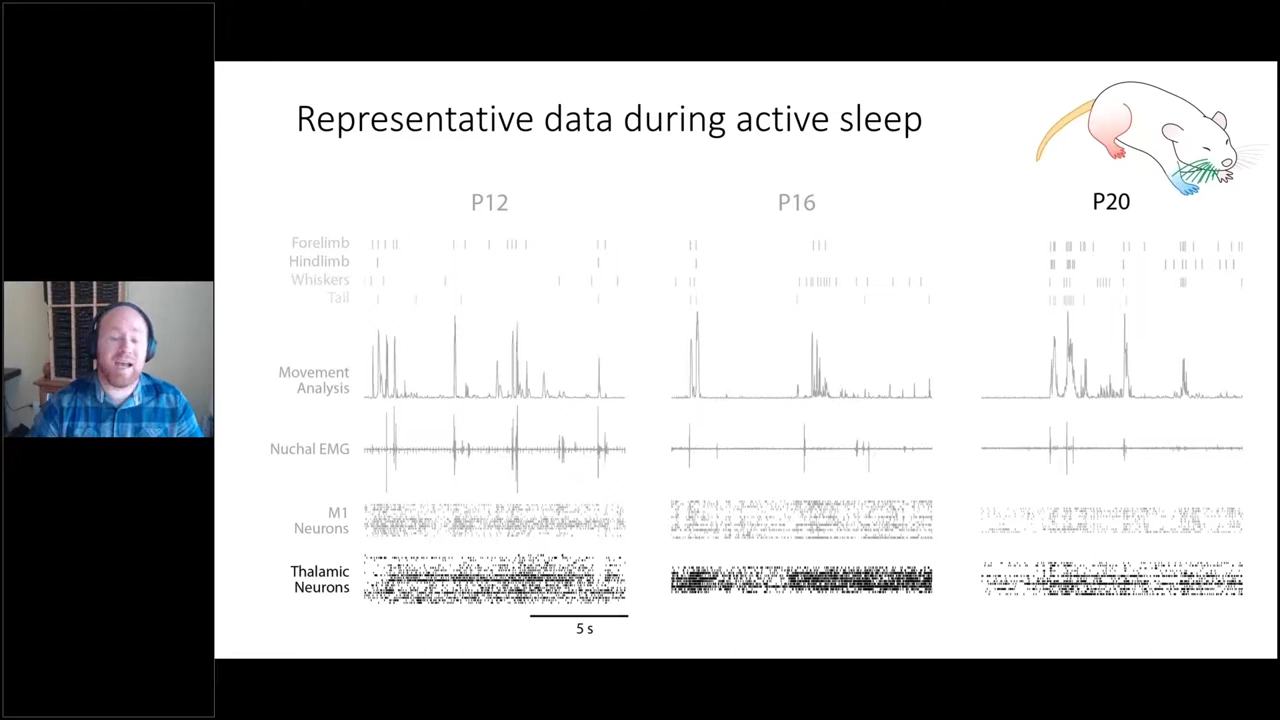 Representative data during active sleep
P12
P16
P20
Forelimb
Hindlimb
Whiskers
Tail
Movement
Analysis
Nuchal EMG
M1
Neurons
Thalamic
Neurons
5 s